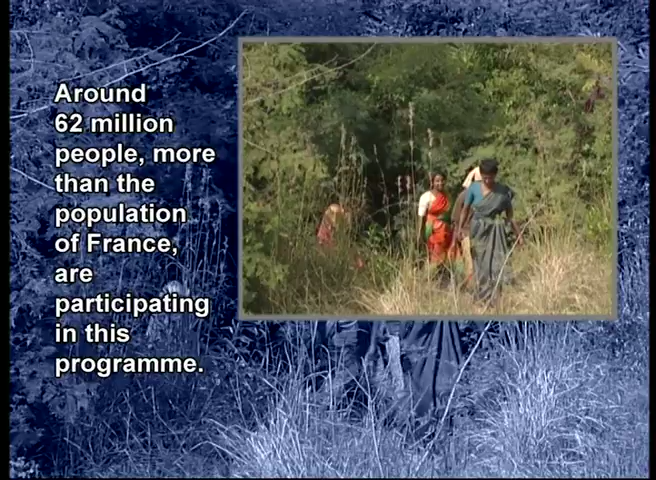 Around
62 million
people, more
than the
population
of France,
are
participating
in this
programme.